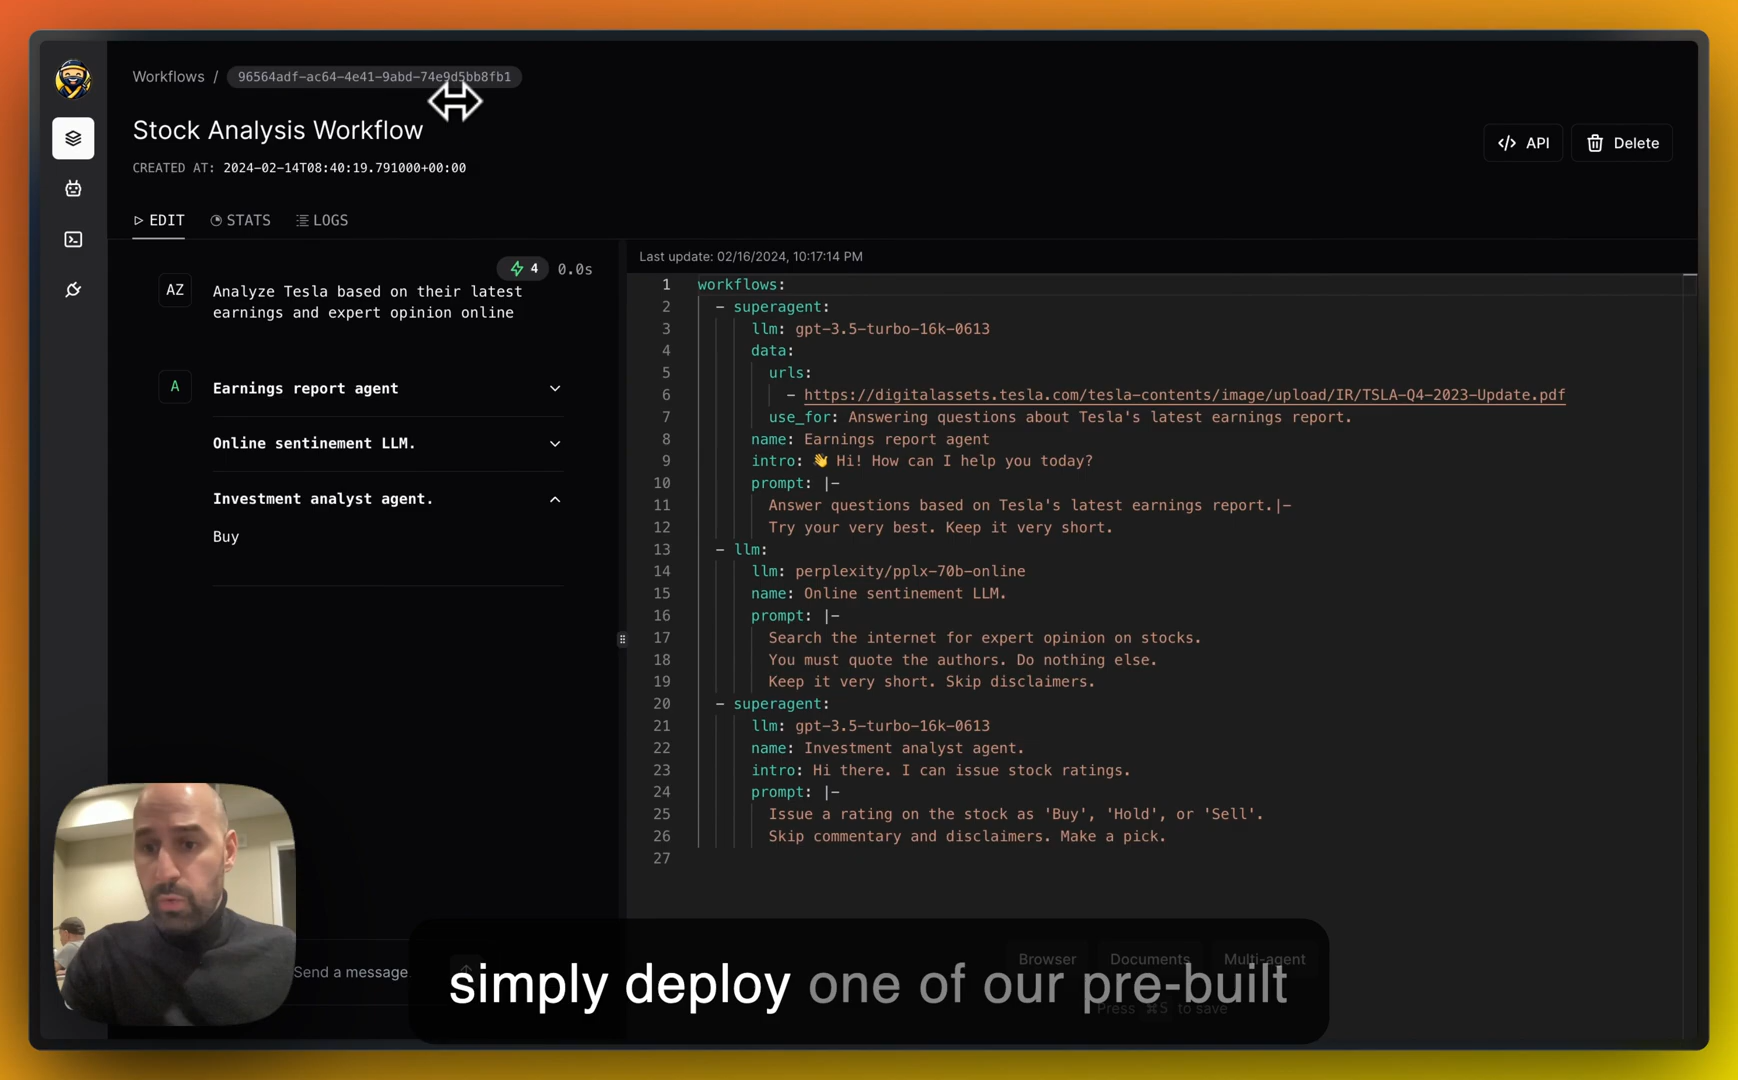 Workflows / 96564adf-ac64-4e41-9abd-74e9d5bb8fb1
Stock Analysis Workflow
CREATED AT: 2024-02-14T08:40:19.791000+00:00
API
Delete
EDIT
STATS
LOGS
4 0.0s
AZ
Analyze Tesla based on their latest
earnings and expert opinion online
A
Earnings report agent
Online sentinement LLM.
Investment analyst agent.
Buy
Send a message
Last update: 02/16/2024, 10:17:14 PM
1 workflows:
2 - superagent:
3 llm: gpt-3.5-turbo-16k-0613
4 data:
5 urls:
6 - https://digitalassets.tesla.com/tesla-contents/image/upload/IR/TSLA-Q4-2023-Update.pdf
7 use_for: Answering questions about Tesla's latest earnings report.
8 name: Earnings report agent
9 intro: 👋 Hi! How can I help you today?
10 prompt: |-
11 Answer questions based on Tesla's latest earnings report.|-
12 Try your very best. Keep it very short.
13 - llm:
14 llm: perplexity/pplx-70b-online
15 name: Online sentinement LLM.
16 prompt: |-
17 Search the internet for expert opinion on stocks.
18 You must quote the authors. Do nothing else.
19 Keep it very short. Skip disclaimers.
20 - superagent:
21 llm: gpt-3.5-turbo-16k-0613
22 name: Investment analyst agent.
23 intro: Hi there. I can issue stock ratings.
24 prompt: |-
25 Issue a rating on the stock as 'Buy', 'Hold', or 'Sell'.
26 Skip commentary and disclaimers. Make a pick.
27
Browser Documents Multi-agent
simply deploy one of our pre-built
Press ⌘S to save